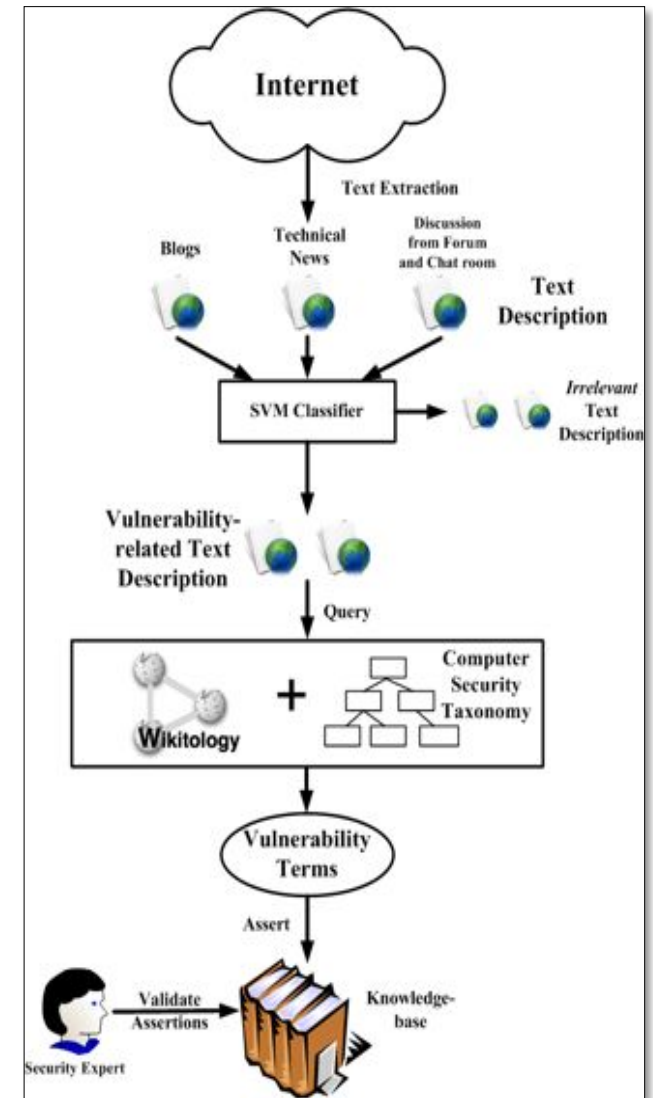 Internet
Text Extraction
Blogs
Technical
News
Discussion
from Forum
and Chat room
Text
Description
SVM Classifier
Irrelevant
Text
Description
Vulnerability-
related Text
Description
Query
Wikitology
+
Computer
Security
Taxonomy
Vulnerability
Terms
Assert
Validate
Assertions
Security Expert
Knowledge-
base